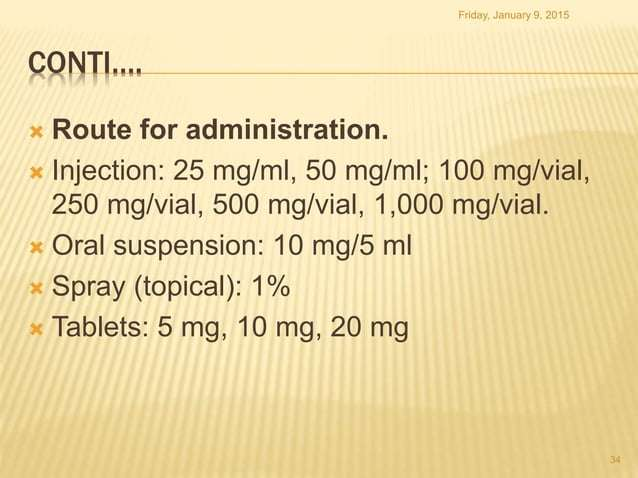 Friday, January 9, 2015
CONTI....
Route for administration.
Injection: 25 mg/ml, 50 mg/ml; 100 mg/vial,
250 mg/vial, 500 mg/vial, 1,000 mg/vial.
Oral suspension: 10 mg/5 ml
Spray (topical): 1%
Tablets: 5 mg, 10 mg, 20 mg
34